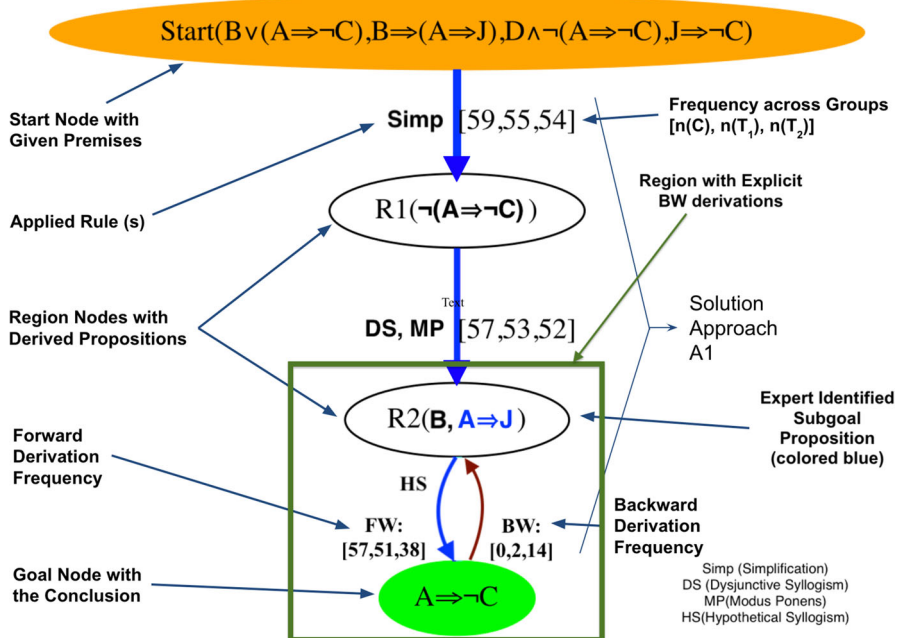 Start(B∨(A⇒¬C),B⇒(A⇒J),D∧¬(A⇒¬C),J⇒¬C)
Start Node with
Given Premises
Simp [59,55,54]
Frequency across Groups
[n(C), n(T₁), n(T₂)]
Applied Rule (s)
R1(¬(A⇒¬C) )
Region with Explicit
BW derivations
Region Nodes with
Derived Propositions
Text
DS, MP [57,53,52]
Solution
Approach
A1
R2(B, A⇒J )
Expert Identified
Subgoal
Proposition
(colored blue)
Forward
Derivation
Frequency
HS
FW:
[57,51,38]
BW:
[0,2,14]
Backward
Derivation
Frequency
Goal Node with
the Conclusion
A⇒¬C
Simp (Simplification)
DS (Dysjunctive Syllogism)
MP(Modus Ponens)
HS(Hypothetical Syllogism)